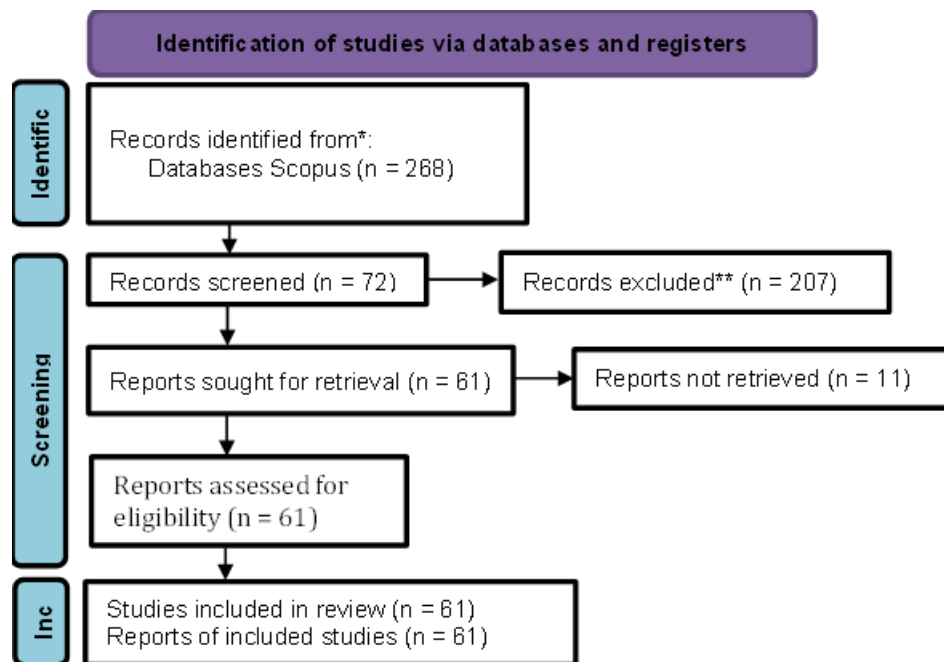 Identification of studies via databases and registers
Identific
Records identified from*:
Databases Scopus (n = 268)
Screening
Records screened (n = 72)
Records excluded** (n = 207)
Reports sought for retrieval (n = 61)
Reports not retrieved (n = 11)
Reports assessed for
eligibility (n = 61)
Inc
Studies included in review (n = 61)
Reports of included studies (n = 61)